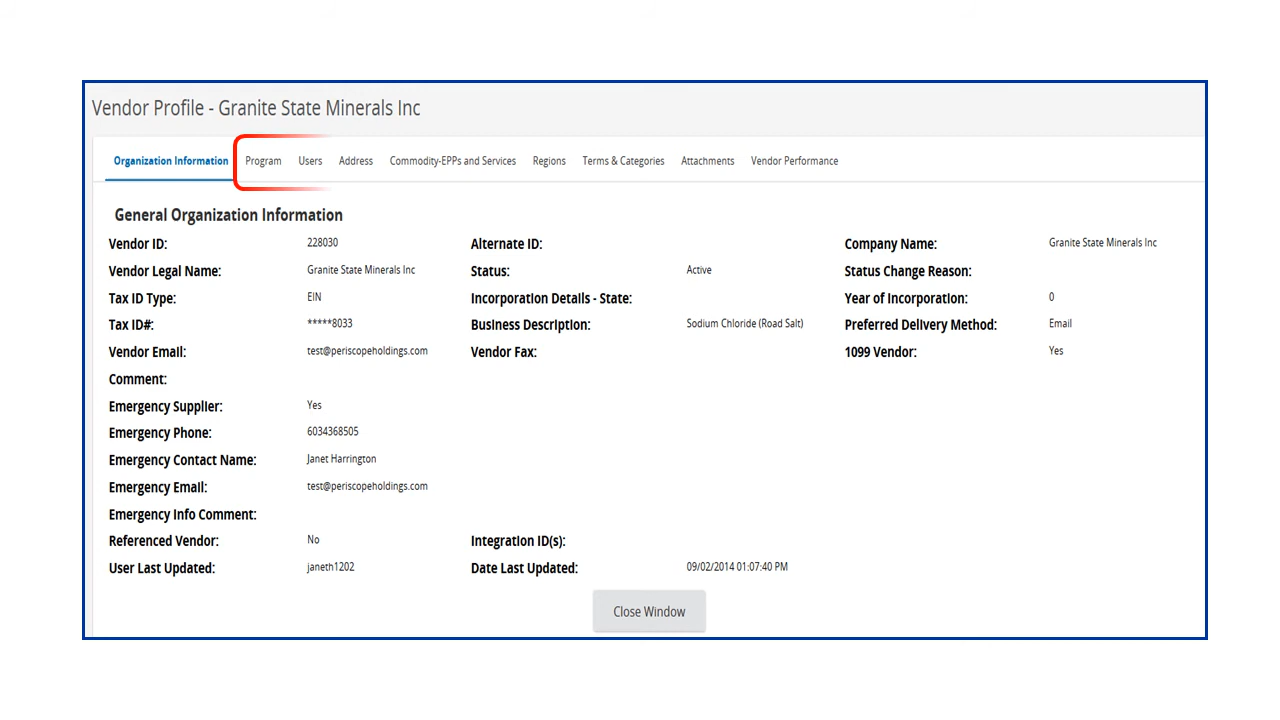 Vendor Profile - Granite State Minerals Inc
Organization Information Program Users Address Commodity-EPPs and Services Regions Terms & Categories Attachments Vendor Performance
General Organization Information
Vendor ID: 228030 Alternate ID: Company Name: Granite State Minerals Inc
Vendor Legal Name: Granite State Minerals Inc Status: Active Status Change Reason:
Tax ID Type: EIN Incorporation Details - State: Year of Incorporation: 0
Tax ID#: *****8033 Business Description: Sodium Chloride (Road Salt) Preferred Delivery Method: Email
Vendor Email: test@periscopeholdings.com Vendor Fax: 1099 Vendor: Yes
Comment:
Emergency Supplier: Yes
Emergency Phone: 6034368505
Emergency Contact Name: Janet Harrington
Emergency Email: test@periscopeholdings.com
Emergency Info Comment:
Referenced Vendor: No Integration ID(s):
User Last Updated: janeth1202 Date Last Updated: 09/02/2014 01:07:40 PM
Close Window